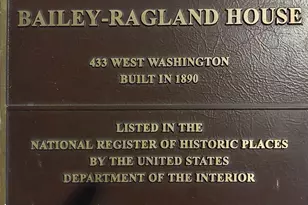 BAILEY-RAGLAND HOUSE
433 WEST WASHINGTON
BUILT IN 1890
LISTED IN THE
NATIONAL REGISTER OF HISTORIC PLACES
BY THE UNITED STATES
DEPARTMENT OF THE INTERIOR